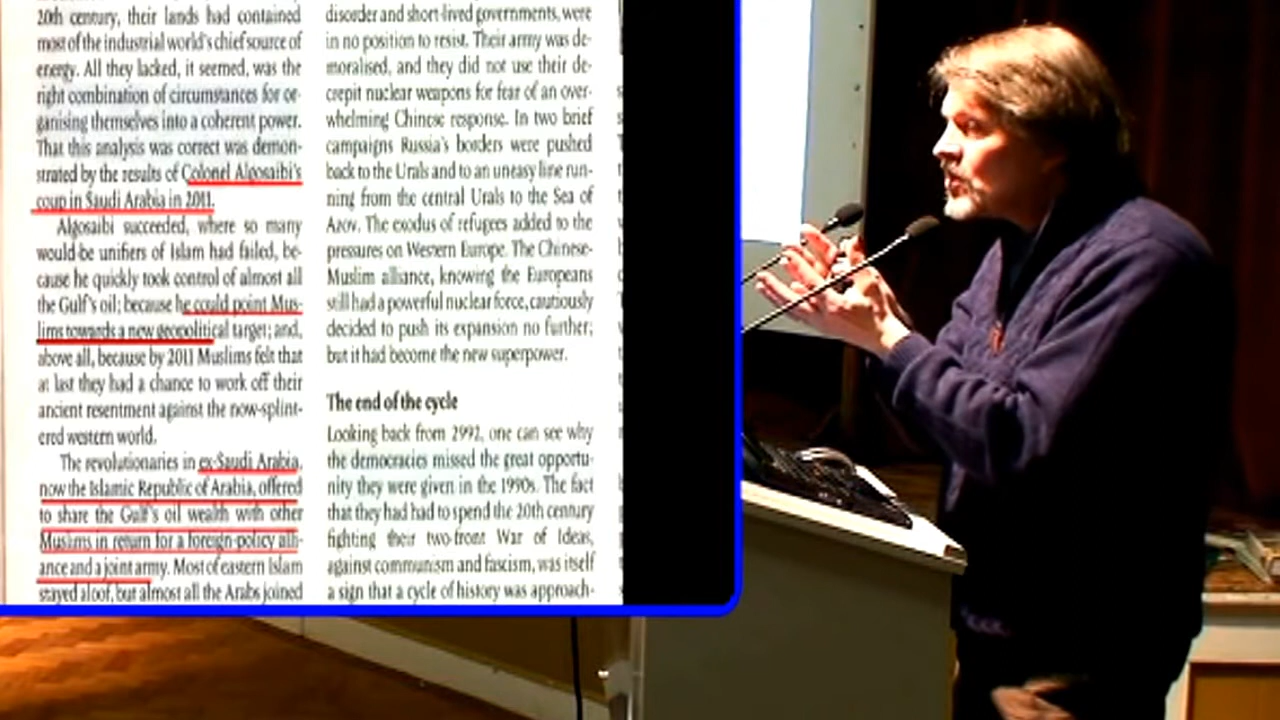 20th century, their lands had contained
most of the industrial world's chief source of
energy. All they lacked, it seemed, was the
right combination of circumstances for or-
ganising themselves into a coherent power.
That this analysis was correct was demon-
strated by the results of Colonel Algosaibi's
coup in Saudi Arabia in 2011.
Algosaibi succeeded, where so many
would-be unifiers of Islam had failed, be-
cause he quickly took control of almost all
the Gulf's oil; because he could point Mus-
lims towards a new geopolitical target; and,
above all, because by 2011 Muslims felt that
at last they had a chance to work off their
ancient resentment against the now-splint-
ered western world.
The revolutionaries in ex-Saudi Arabia,
now the Islamic Republic of Arabia, offered
to share the Gulf's oil wealth with other
Muslims in return for a foreign-policy alli-
ance and a joint army. Most of eastern Islam
stayed aloof, but almost all the Arabs joined
disorder and short-lived governments, were
in no position to resist. Their army was de-
moralised, and they did not use their de-
crepit nuclear weapons for fear of an over-
whelming Chinese response. In two brief
campaigns Russia's borders were pushed
back to the Urals and to an uneasy line run-
ning from the central Urals to the Sea of
Azov. The exodus of refugees added to the
pressures on Western Europe. The Chinese-
Muslim alliance, knowing the Europeans
still had a powerful nuclear force, cautiously
decided to push its expansion no further;
but it had become the new superpower.
The end of the cycle
Looking back from 2992, one can see why
the democracies missed the great opportu-
nity they were given in the 1990s. The fact
that they had had to spend the 20th century
fighting their two-front War of Ideas,
against communism and fascism, was itself
a sign that a cycle of history was approach-